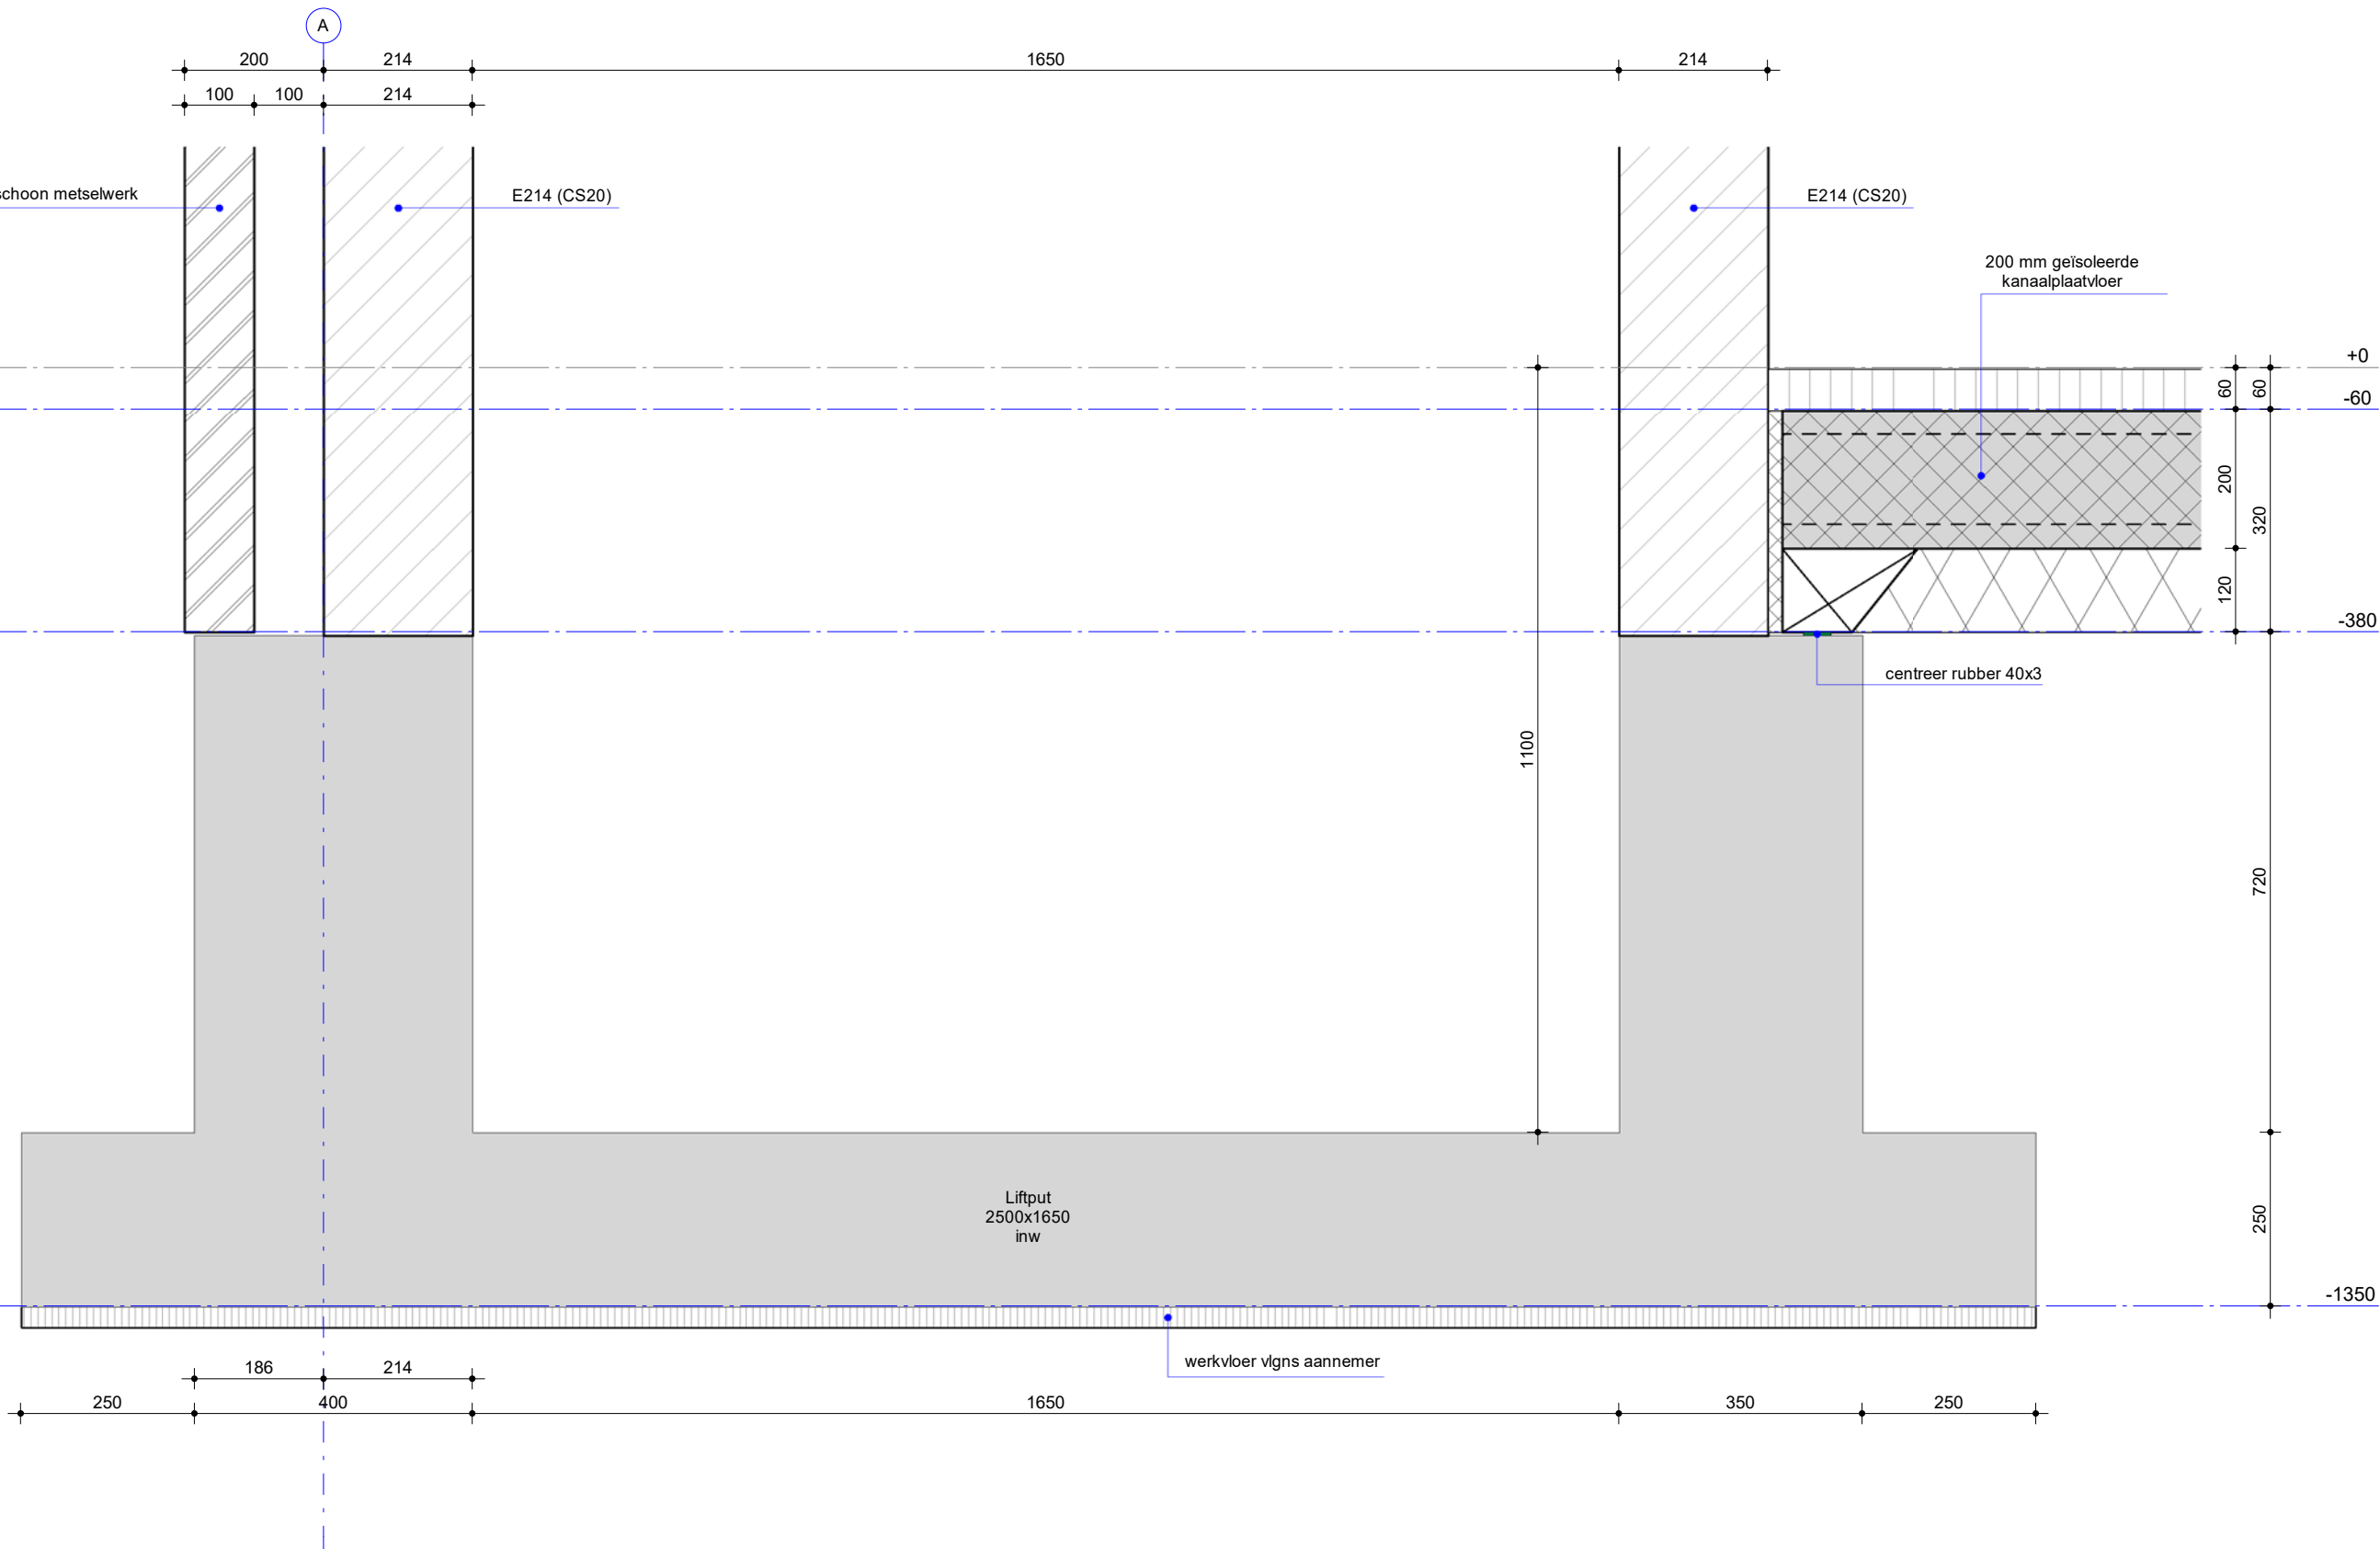 A
200
214
1650
214
100
100
214
schoon metselwerk
E214 (CS20)
E214 (CS20)
200 mm geïsoleerde
kanaalplaatvloer
+0
60
60
-60
200
320
120
-380
centreer rubber 40x3
1100
720
Liftput
2500x1650
inw
250
-1350
werkvloer vlgns aannemer
186
214
250
400
1650
350
250